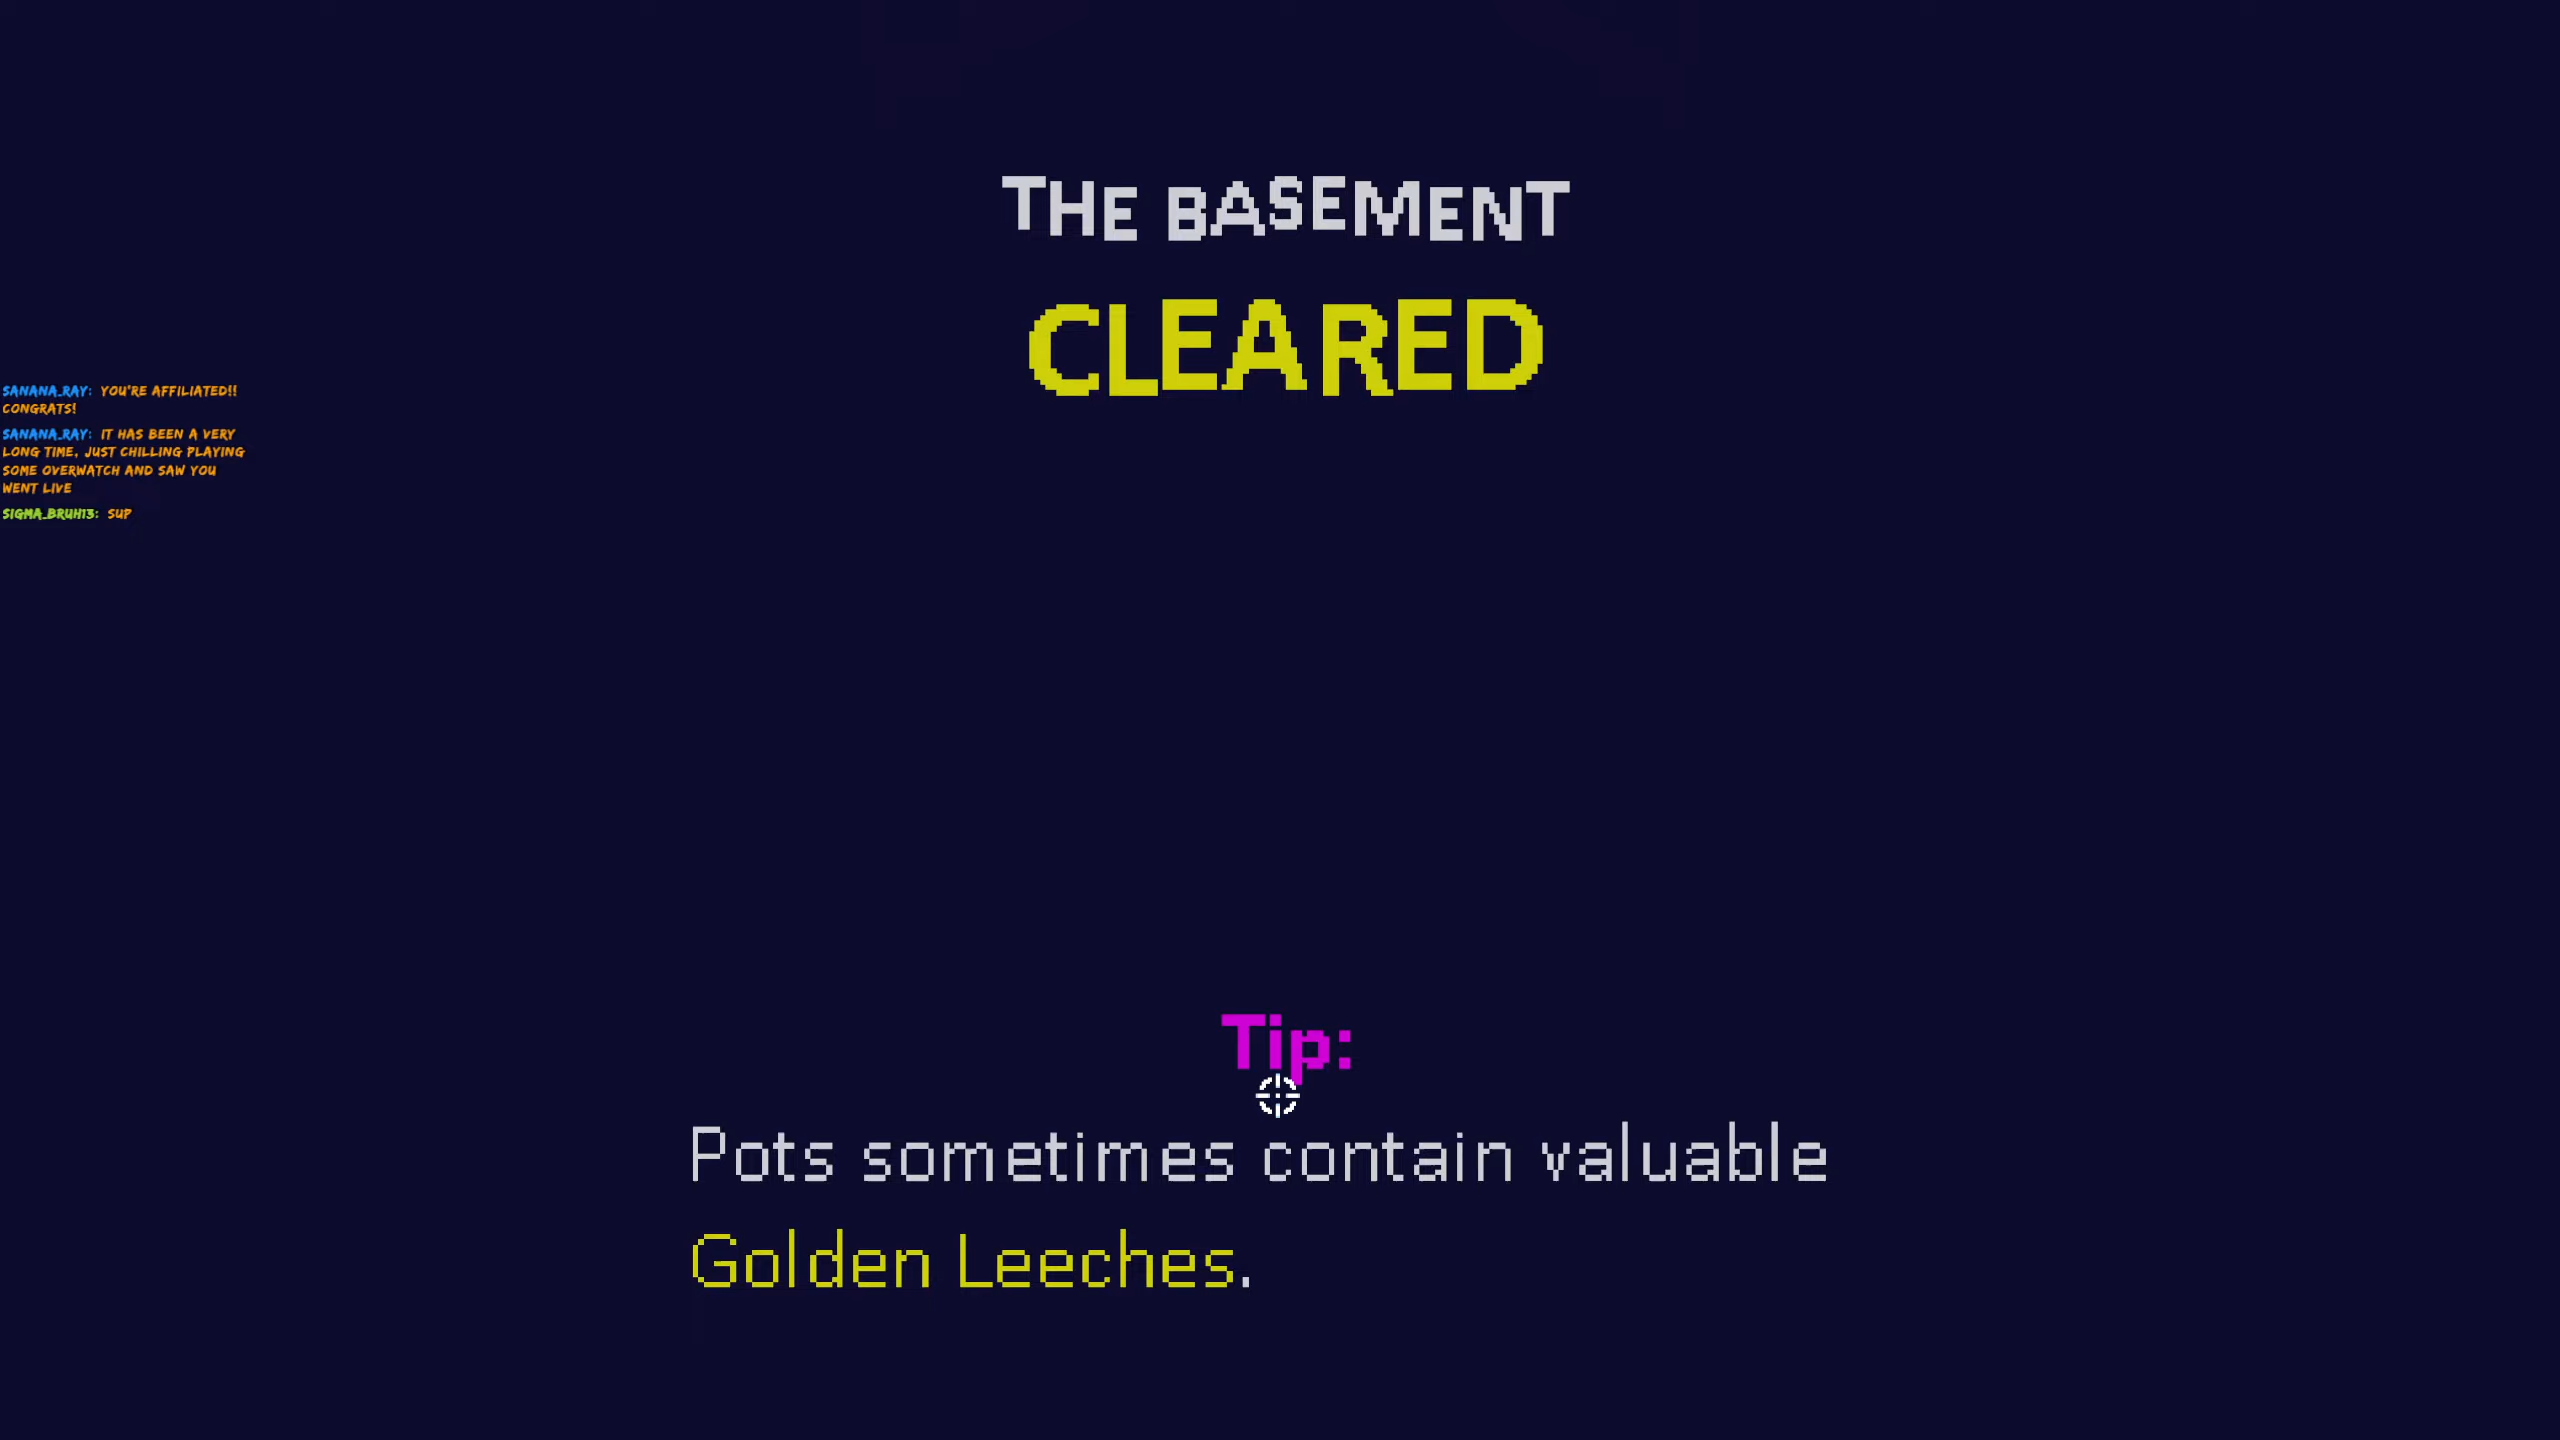 THE BASEMENT
CLEARED
SANANA_RAY: YOU'RE AFFILIATED!!
CONGRATS!
SANANA_RAY: IT HAS BEEN A VERY
LONG TIME, JUST CHILLING PLAYING
SOME OVERWATCH AND SAW YOU
WENT LIVE
SIGMA_BRUH13: SUP
Tip:
Pots sometimes contain valuable
Golden Leeches.